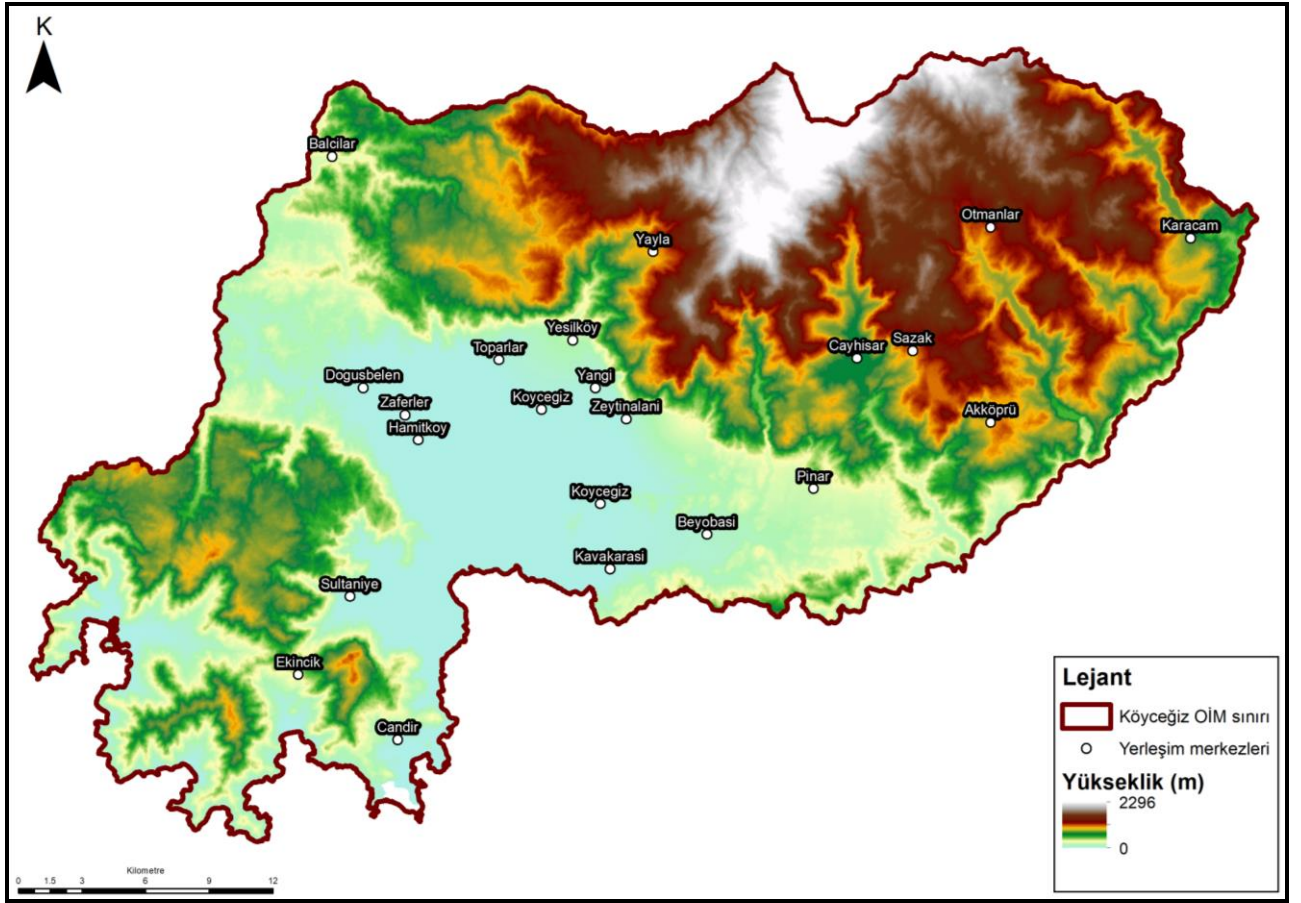 K
Balcilar
Otmanlar
Karacam
Yayla
Yesilköy
Toparlar
Cayhisar
Sazak
Dogusbelen
Yangi
Zaferler
Koycegiz
Zeytinalani
Akköprü
Hamitkoy
Pinar
Koycegiz
Beyobasi
Kavakarasi
Sultaniye
Ekincik
Candir
Lejant
Köyceğiz OİM sınırı
Yerleşim merkezleri
Yükseklik (m)
2296
0
Kilometre
0 1.5 3 6 9 12